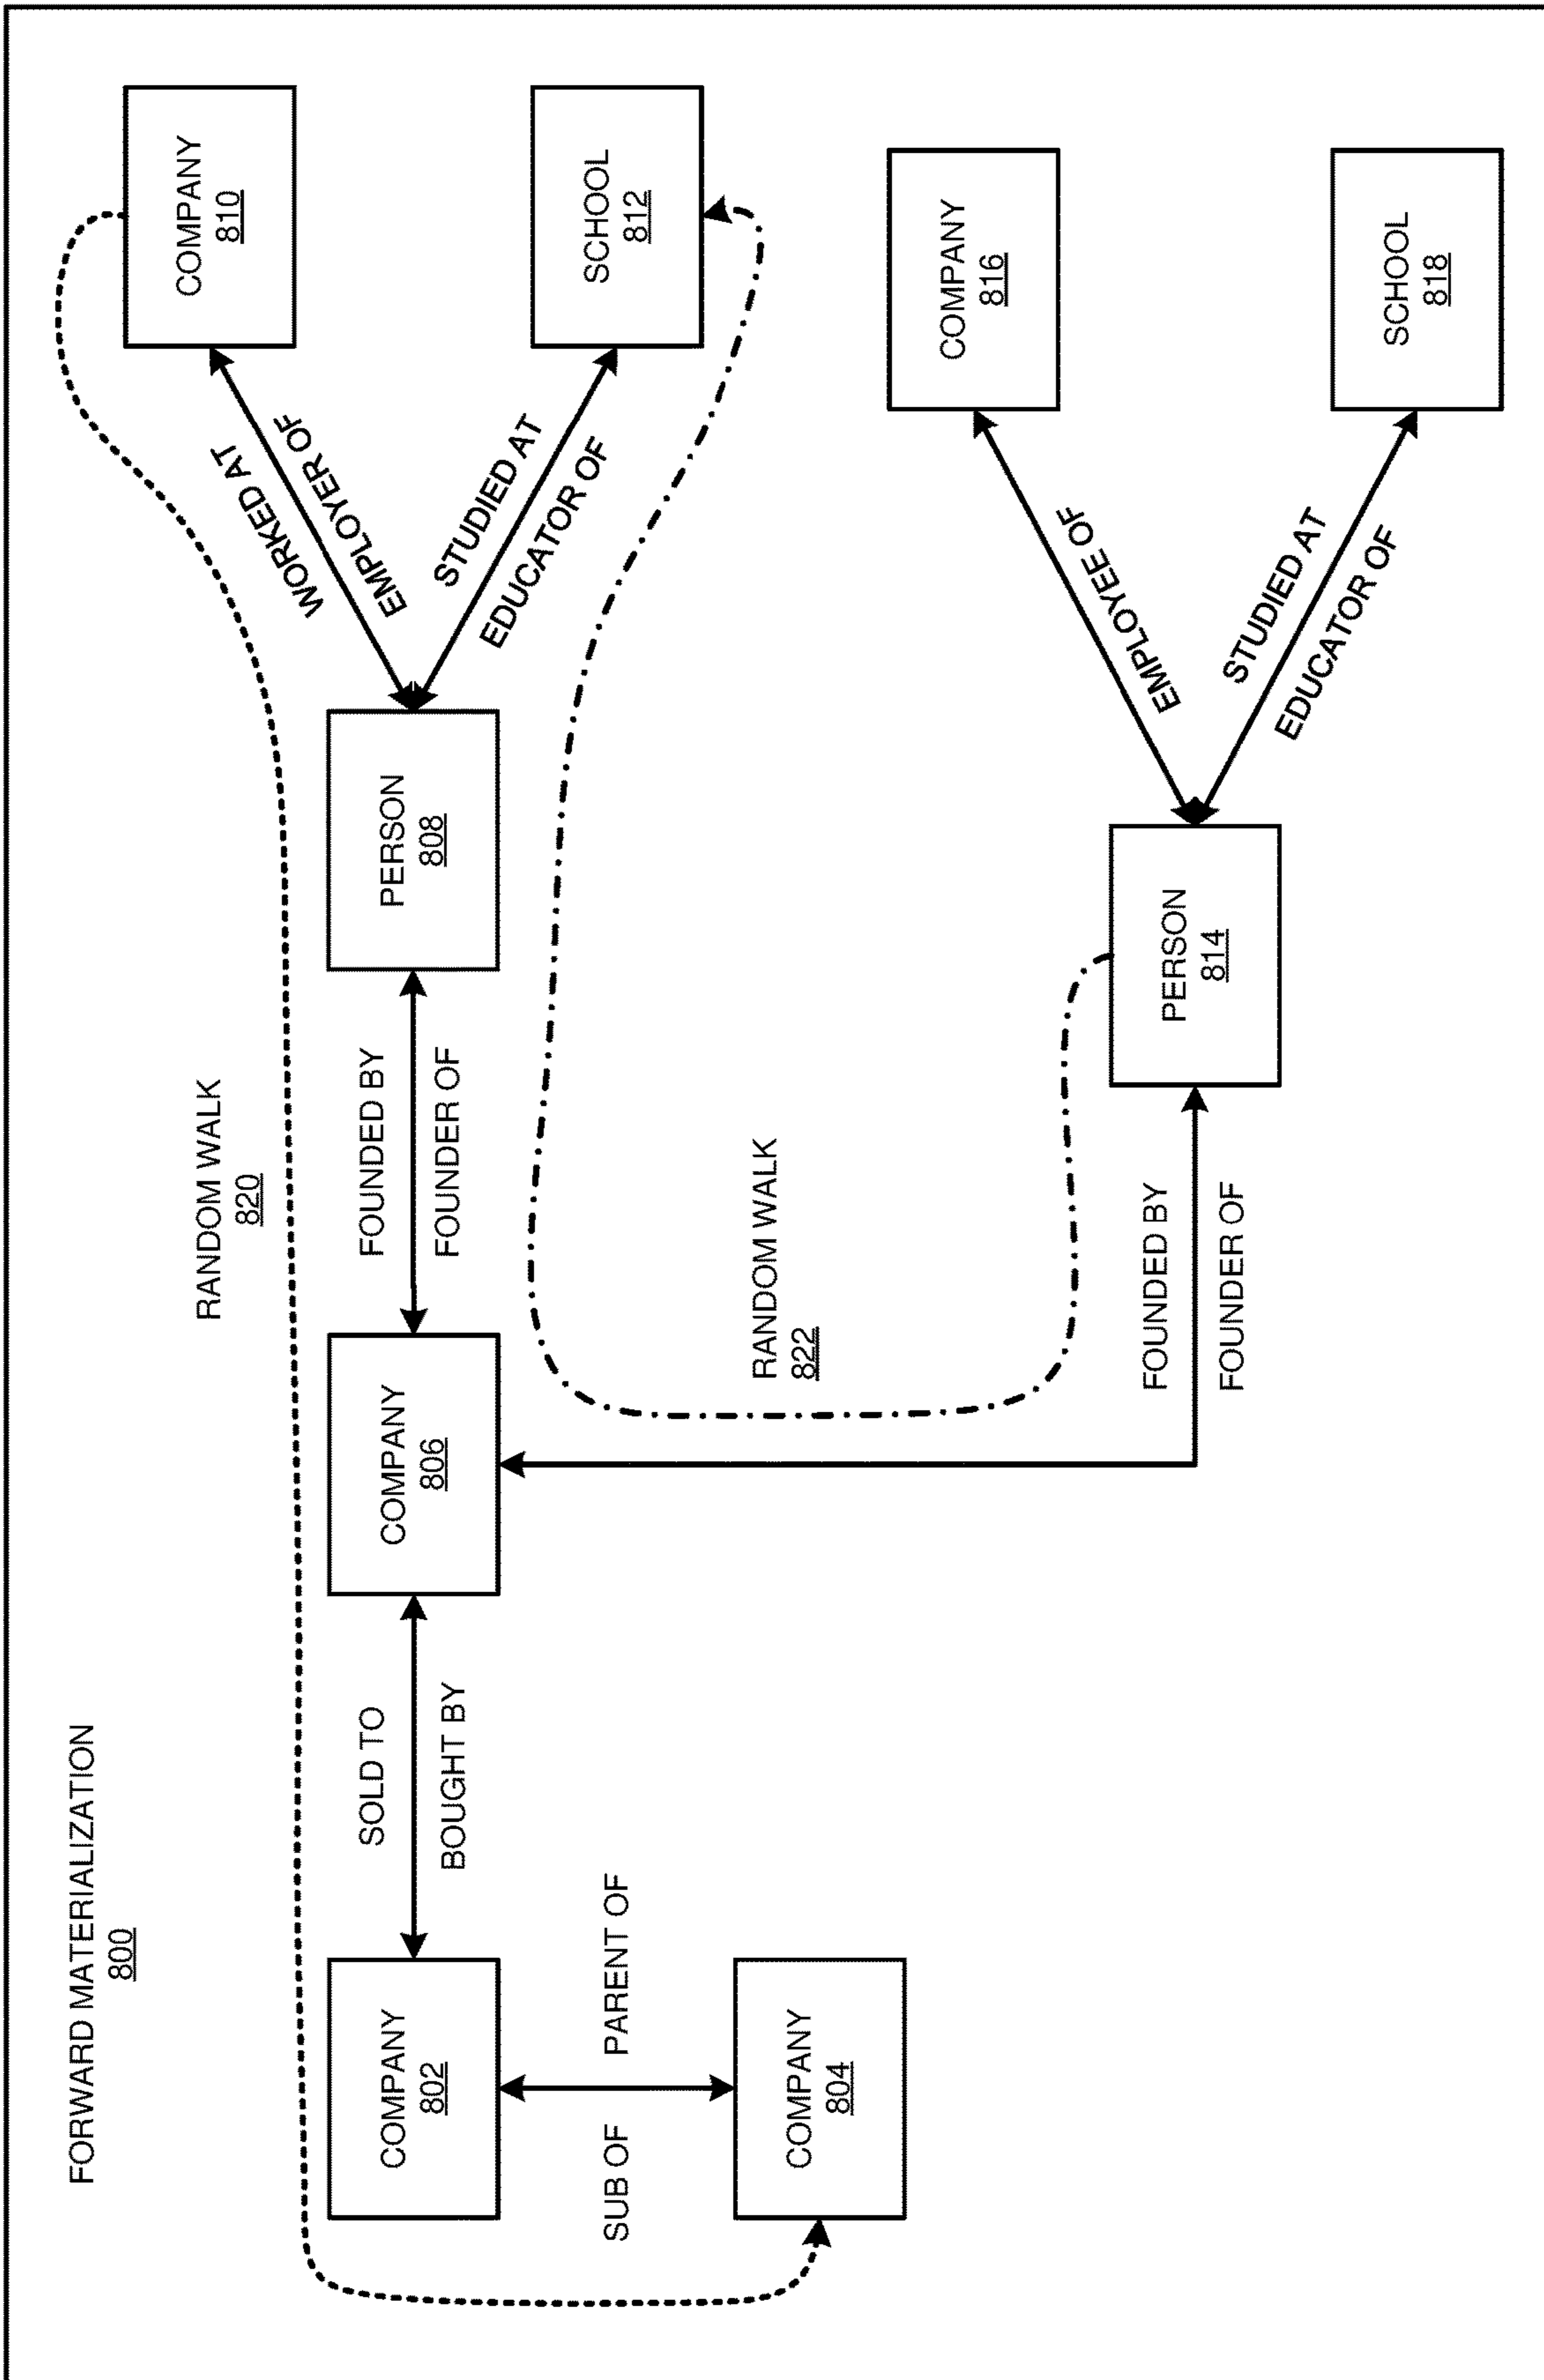 FORWARD MATERIALIZATION
800
RANDOM WALK
820
COMPANY
802
SUB OF
PARENT OF
COMPANY
804
SOLD TO
BOUGHT BY
COMPANY
806
FOUNDED BY
FOUNDER OF
PERSON
808
WORKED AT
EMPLOYER OF
COMPANY
810
STUDIED AT
EDUCATOR OF
SCHOOL
812
RANDOM WALK
822
FOUNDED BY
FOUNDER OF
PERSON
814
EMPLOYEE OF
COMPANY
816
STUDIED AT
EDUCATOR OF
SCHOOL
818